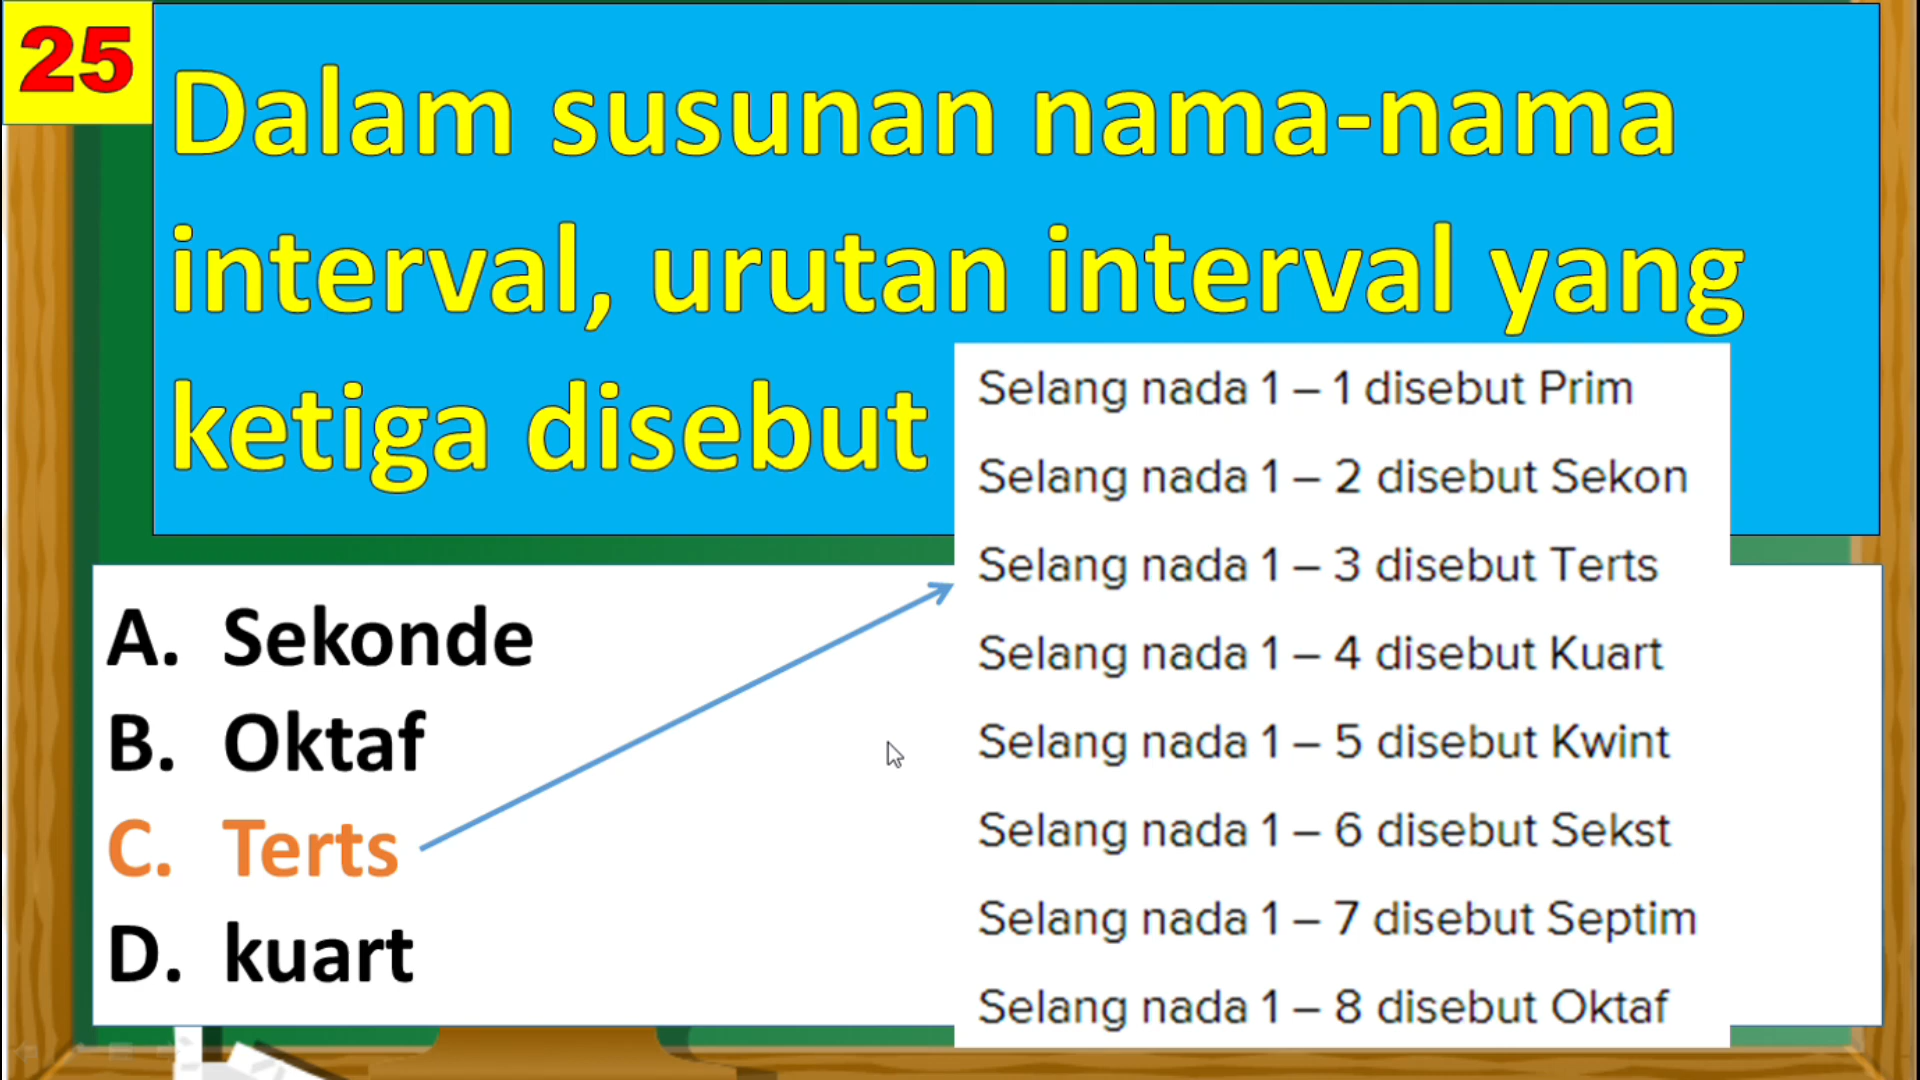 25
Dalam susunan nama-nama
interval, urutan interval yang
ketiga disebut
A. Sekonde
B. Oktaf
C. Terts
D. kuart
Selang nada 1 – 1 disebut Prim
Selang nada 1 – 2 disebut Sekon
Selang nada 1 – 3 disebut Terts
Selang nada 1 – 4 disebut Kuart
Selang nada 1 – 5 disebut Kwint
Selang nada 1 – 6 disebut Sekst
Selang nada 1 – 7 disebut Septim
Selang nada 1 – 8 disebut Oktaf